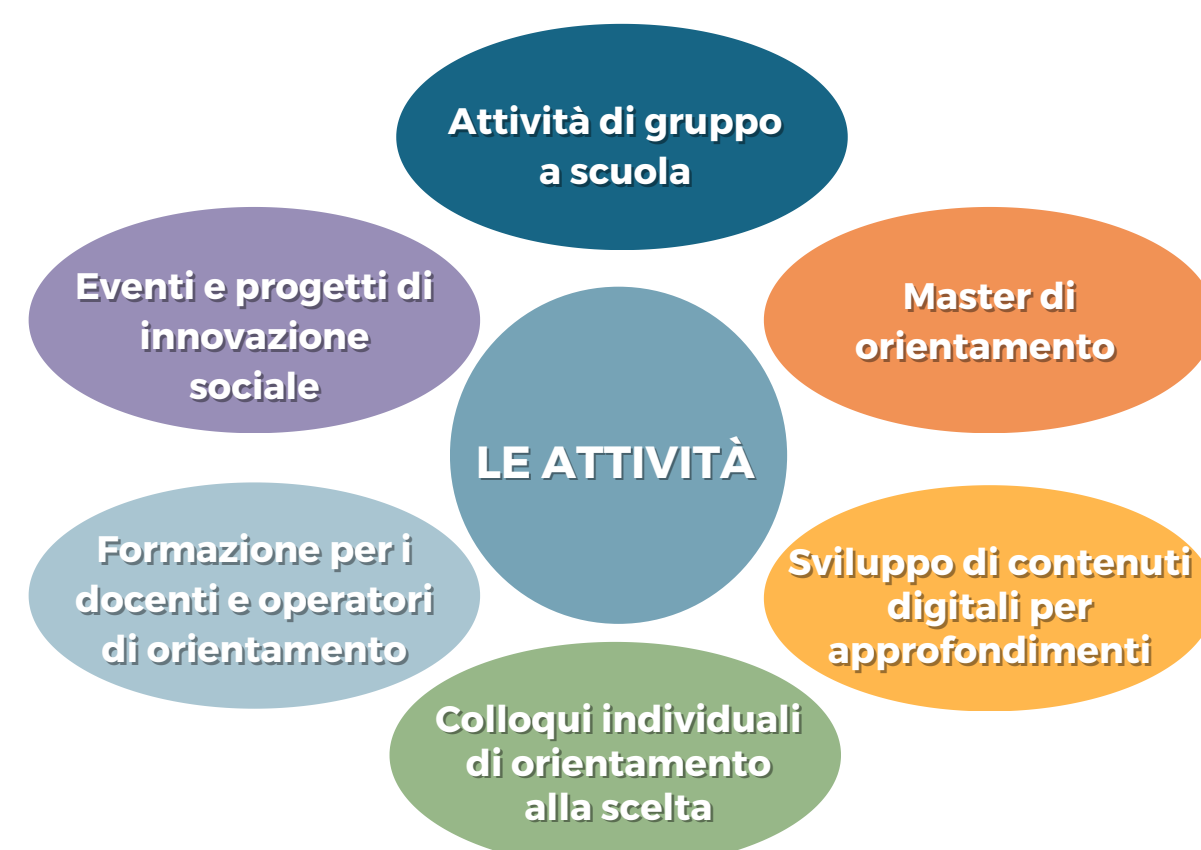 Attività di gruppo
a scuola
Eventi e progetti di
innovazione
sociale
Master di
orientamento
LE ATTIVITÀ
Formazione per i
docenti e operatori
di orientamento
Sviluppo di contenuti
digitali per
approfondimenti
Colloqui individuali
di orientamento
alla scelta